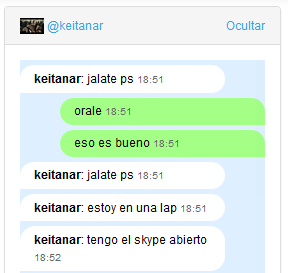 @keitanar Ocultar
keitanar: jalate ps 18:51
orale 18:51
eso es bueno 18:51
keitanar: jalate ps 18:51
keitanar: estoy en una lap 18:51
keitanar: tengo el skype abierto
18:52